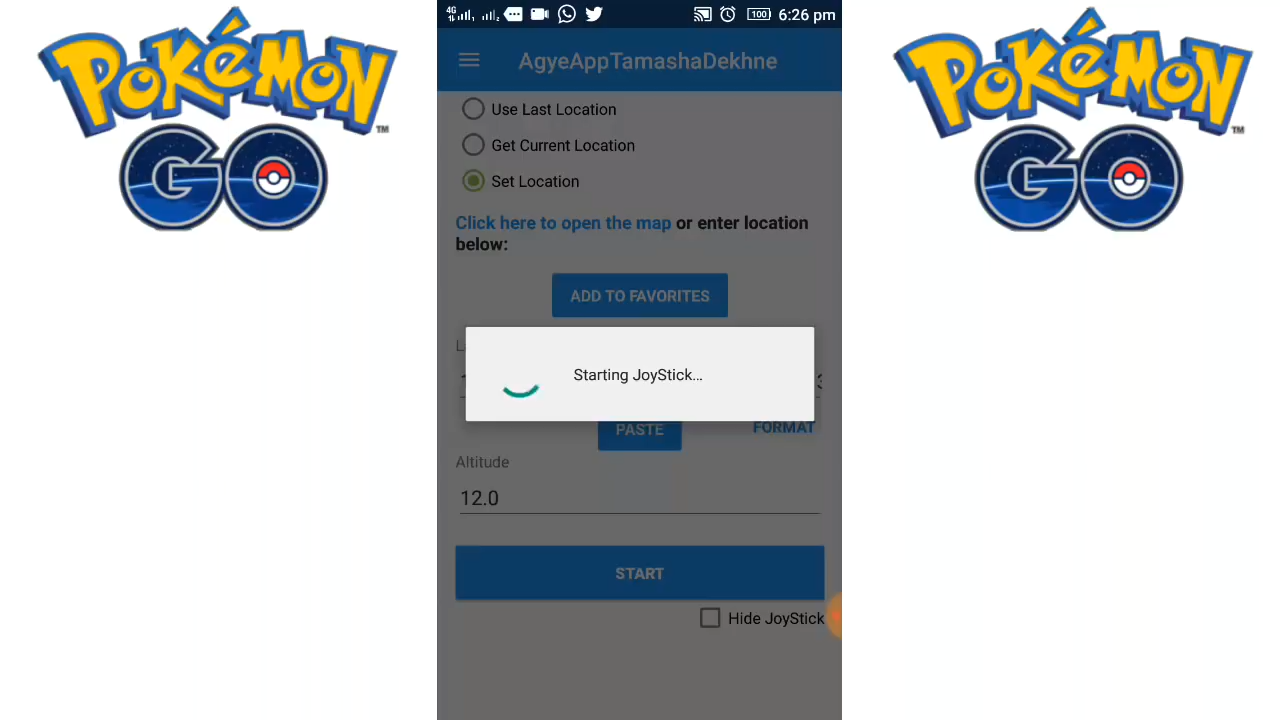 POKÉMON
GO
4G 100 6:26 pm
AgyeAppTamashaDekhne
Use Last Location
Get Current Location
Set Location
Click here to open the map or enter location
below:
ADD TO FAVORITES
Starting JoyStick...
PASTE FORMAT
Altitude
12.0
START
Hide JoyStick
POKÉMON
GO